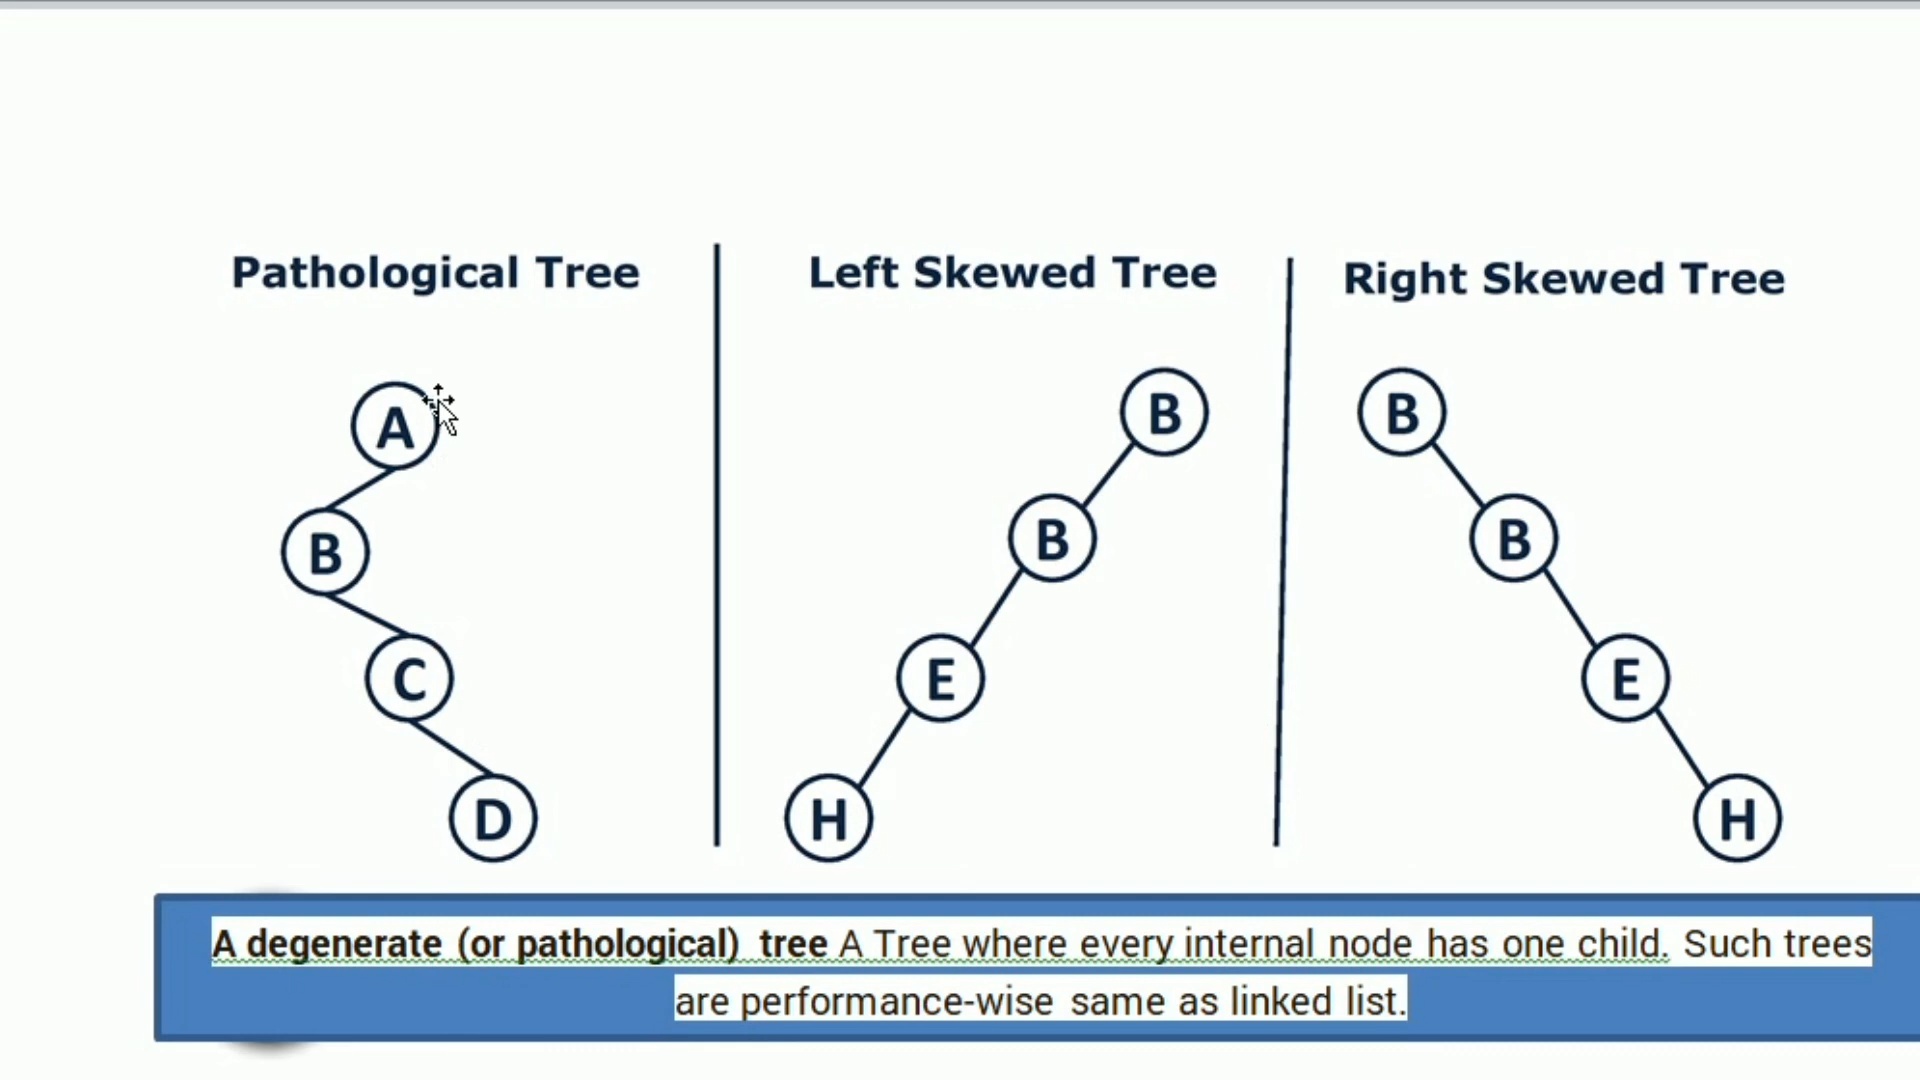 Pathological Tree
Left Skewed Tree
Right Skewed Tree
A
B
C
D
B
B
E
H
B
B
E
H
A degenerate (or pathological) tree A Tree where every internal node has one child. Such trees
are performance-wise same as linked list.